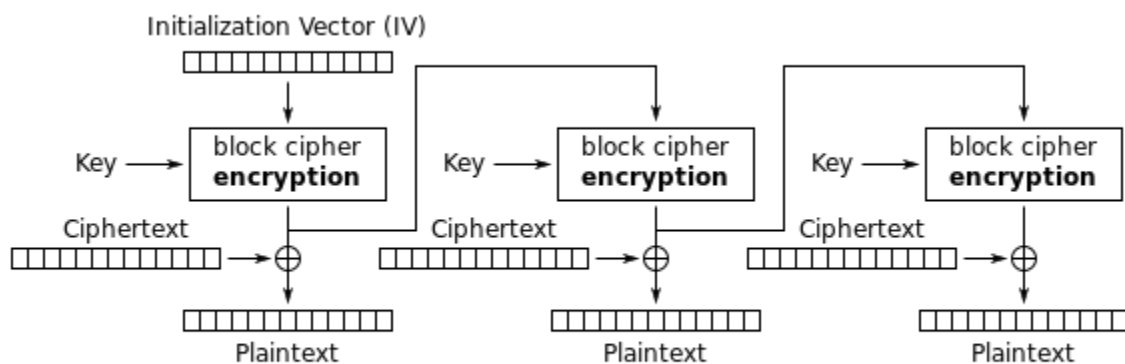 Initialization Vector (IV)
Key
block cipher
encryption
Ciphertext
Plaintext
Key
block cipher
encryption
Ciphertext
Plaintext
Key
block cipher
encryption
Ciphertext
Plaintext